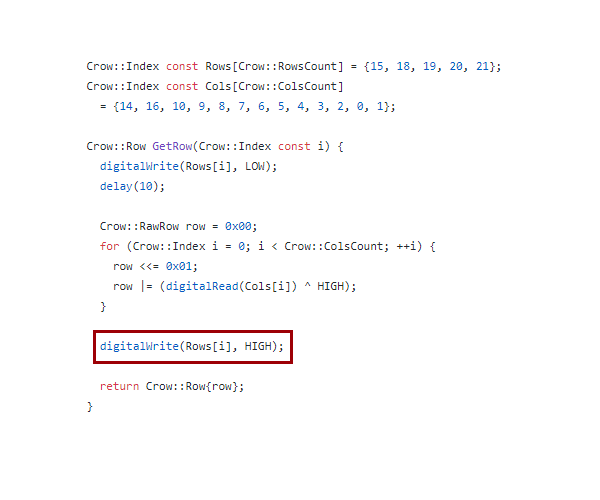 Crow::Index const Rows[Crow::RowsCount] = {15, 18, 19, 20, 21};
Crow::Index const Cols[Crow::ColsCount]
  = {14, 16, 10, 9, 8, 7, 6, 5, 4, 3, 2, 0, 1};

Crow::Row GetRow(Crow::Index const i) {
  digitalWrite(Rows[i], LOW);
  delay(10);

  Crow::RawRow row = 0x00;
  for (Crow::Index i = 0; i < Crow::ColsCount; ++i) {
    row <<= 0x01;
    row |= (digitalRead(Cols[i]) ^ HIGH);
  }

  digitalWrite(Rows[i], HIGH);

  return Crow::Row{row};
}